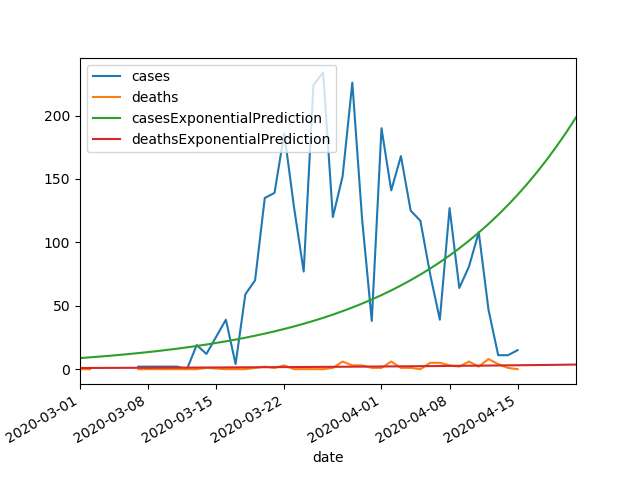 cases
deaths
casesExponentialPrediction
deathsExponentialPrediction
200
150
100
50
0
2020-03-01
2020-03-08
2020-03-15
2020-03-22
2020-04-01
2020-04-08
2020-04-15
date